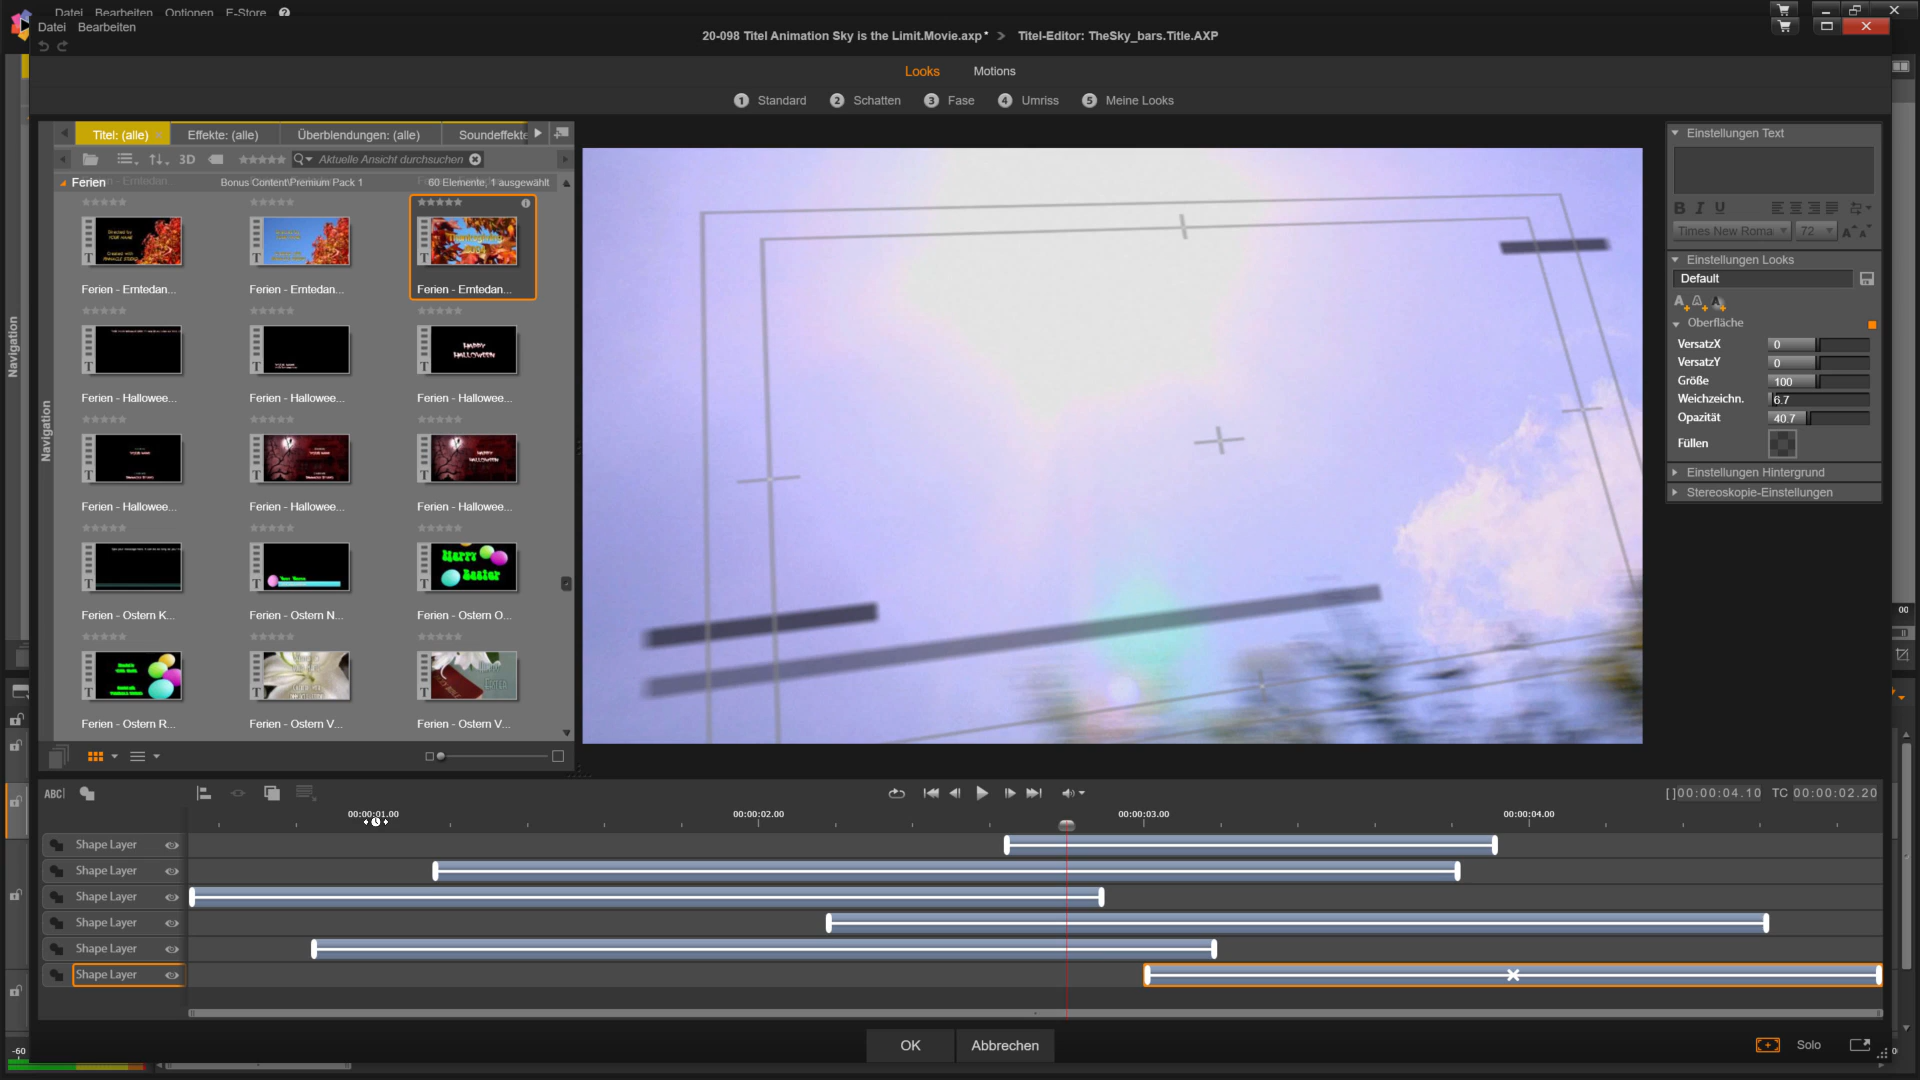 Datei Bearbeiten Optionen E-Store
Datei Bearbeiten
20-098 Titel Animation Sky is the Limit.Movie.axp* > Titel-Editor: TheSky_bars.Title.AXP
Looks Motions
1 Standard 2 Schatten 3 Fase 4 Umriss 5 Meine Looks
Titel: (alle) Effekte: (alle) Überblendungen: (alle) Soundeffekte
3D Aktuelle Ansicht durchsuchen
Ferien Bonus Content\Premium Pack 1 60 Elemente, 1 ausgewählt
Ferien - Erntedan... Ferien - Erntedan... Ferien - Erntedan...
HAPPY
HALLOWEEN
Ferien - Hallowee... Ferien - Hallowee... Ferien - Hallowee...
Ferien - Hallowee... Ferien - Hallowee... Ferien - Hallowee...
Ferien - Ostern K... Ferien - Ostern N... Ferien - Ostern O...
Ferien - Ostern R... Ferien - Ostern V... Ferien - Ostern V...
Navigation
Navigation
Einstellungen Text
B I U
Times New Roma 72
Einstellungen Looks
Default
Oberfläche
VersatzX 0
VersatzY 0
Größe 100
Weichzeichn. 6.7
Opazität 40.7
Füllen
Einstellungen Hintergrund
Stereoskopie-Einstellungen
00
ABC
[]00:00:04.10 TC 00:00:02.20
00:00:01.00 00:00:02.00 00:00:03.00 00:00:04.00
Shape Layer
Shape Layer
Shape Layer
Shape Layer
Shape Layer
Shape Layer
OK Abbrechen
Solo
-60